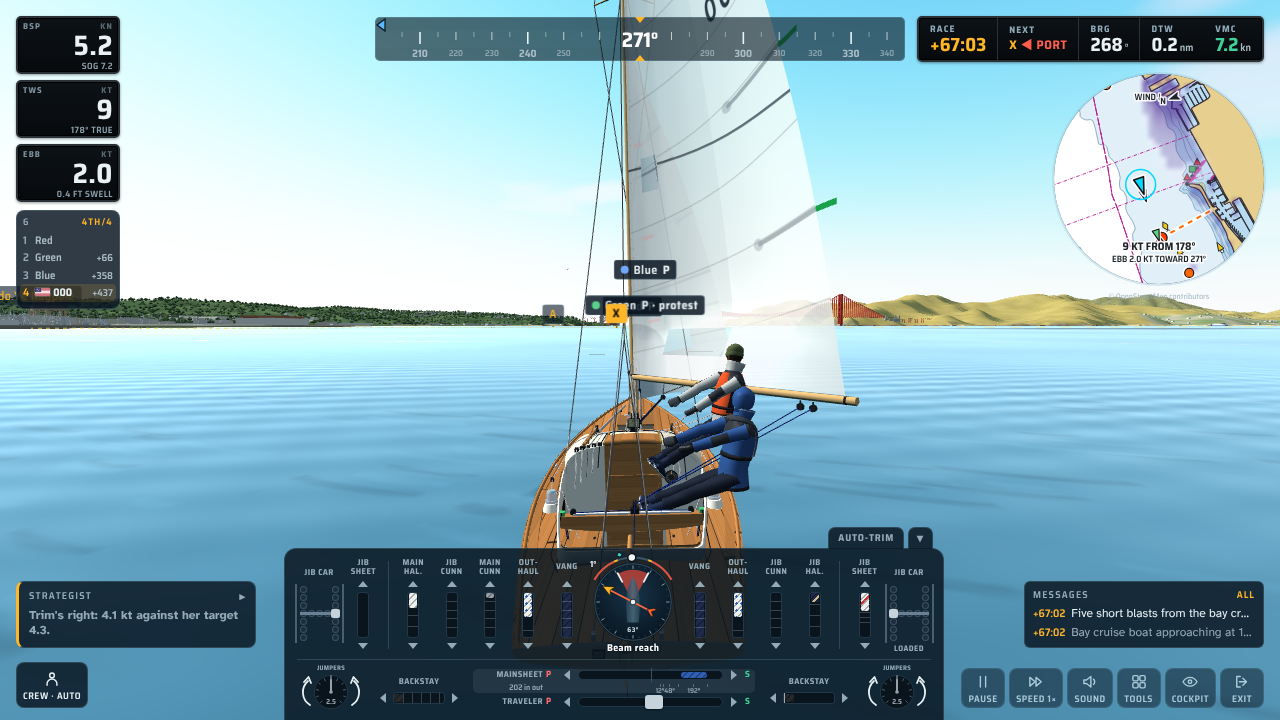 BSP KN
5.2
SOG 7.2
TWS KT
9
178° TRUE
EBB KT
2.0
0.4 FT SWELL
6 4TH/4
1 Red
2 Green +66
3 Blue +358
4 000 +437
210 220 230 240 250 271° 290 300 310 330 340
RACE
+67:03
NEXT
X ◀ PORT
BRG
268°
DTW
0.2 nm
VMC
7.2 kn
WIND
N
9 KT FROM 178°
EBB 2.0 KT TOWARD 271°
Blue P
P · protest
A
X
STRATEGIST
Trim's right: 4.1 kt against her target 4.3.
CREW · AUTO
AUTO-TRIM
JIB CAR
JIB SHEET
MAIN HAL.
JIB CUNN
MAIN CUNN
OUT-HAUL
VANG
1°
63°
Beam reach
VANG
OUT-HAUL
JIB CUNN
JIB HAL.
JIB SHEET
JIB CAR
LOADED
JUMPERS
2.5
BACKSTAY
MAINSHEET P S
202 in out
12°48° 192°
TRAVELER P S
BACKSTAY
JUMPERS
2.5
MESSAGES ALL
+67:02 Five short blasts from the bay cr...
+67:02 Bay cruise boat approaching at 1...
PAUSE
SPEED 1×
SOUND
TOOLS
COCKPIT
EXIT